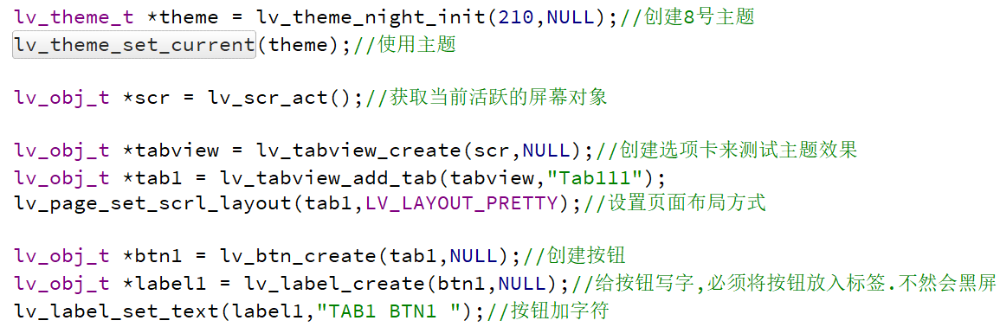 lv_theme_t *theme = lv_theme_night_init(210,NULL);//创建8号主题
lv_theme_set_current(theme);//使用主题
lv_obj_t *scr = lv_scr_act();//获取当前活跃的屏幕对象
lv_obj_t *tabview = lv_tabview_create(scr,NULL);//创建选项卡来测试主题效果
lv_obj_t *tab1 = lv_tabview_add_tab(tabview,"Tab111");
lv_page_set_scrl_layout(tab1,LV_LAYOUT_PRETTY);//设置页面布局方式
lv_obj_t *btn1 = lv_btn_create(tab1,NULL);//创建按钮
lv_obj_t *label1 = lv_label_create(btn1,NULL);//给按钮写字,必须将按钮放入标签.不然会黑屏
lv_label_set_text(label1,"TAB1 BTN1 ");//按钮加字符